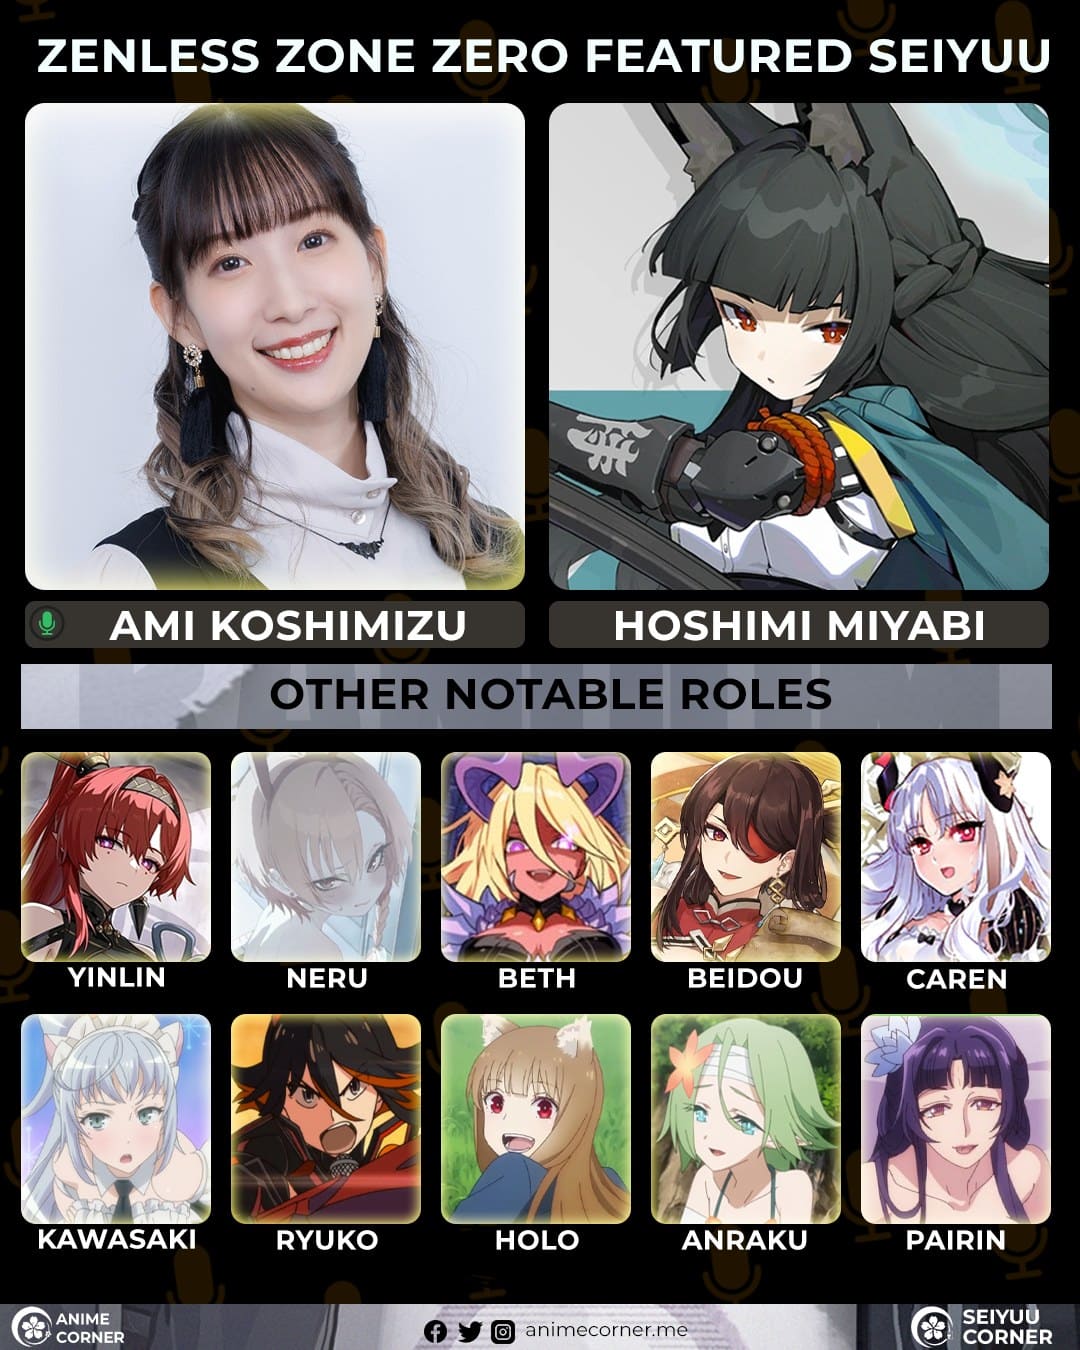 ZENLESS ZONE ZERO FEATURED SEIYUU
AMI KOSHIMIZU
HOSHIMI MIYABI
OTHER NOTABLE ROLES
YINLIN
NERU
BETH
BEIDOU
CAREN
KAWASAKI
RYUKO
HOLO
ANRAKU
PAIRIN
ANIME
CORNER
animecorner.me
SEIYUU
CORNER